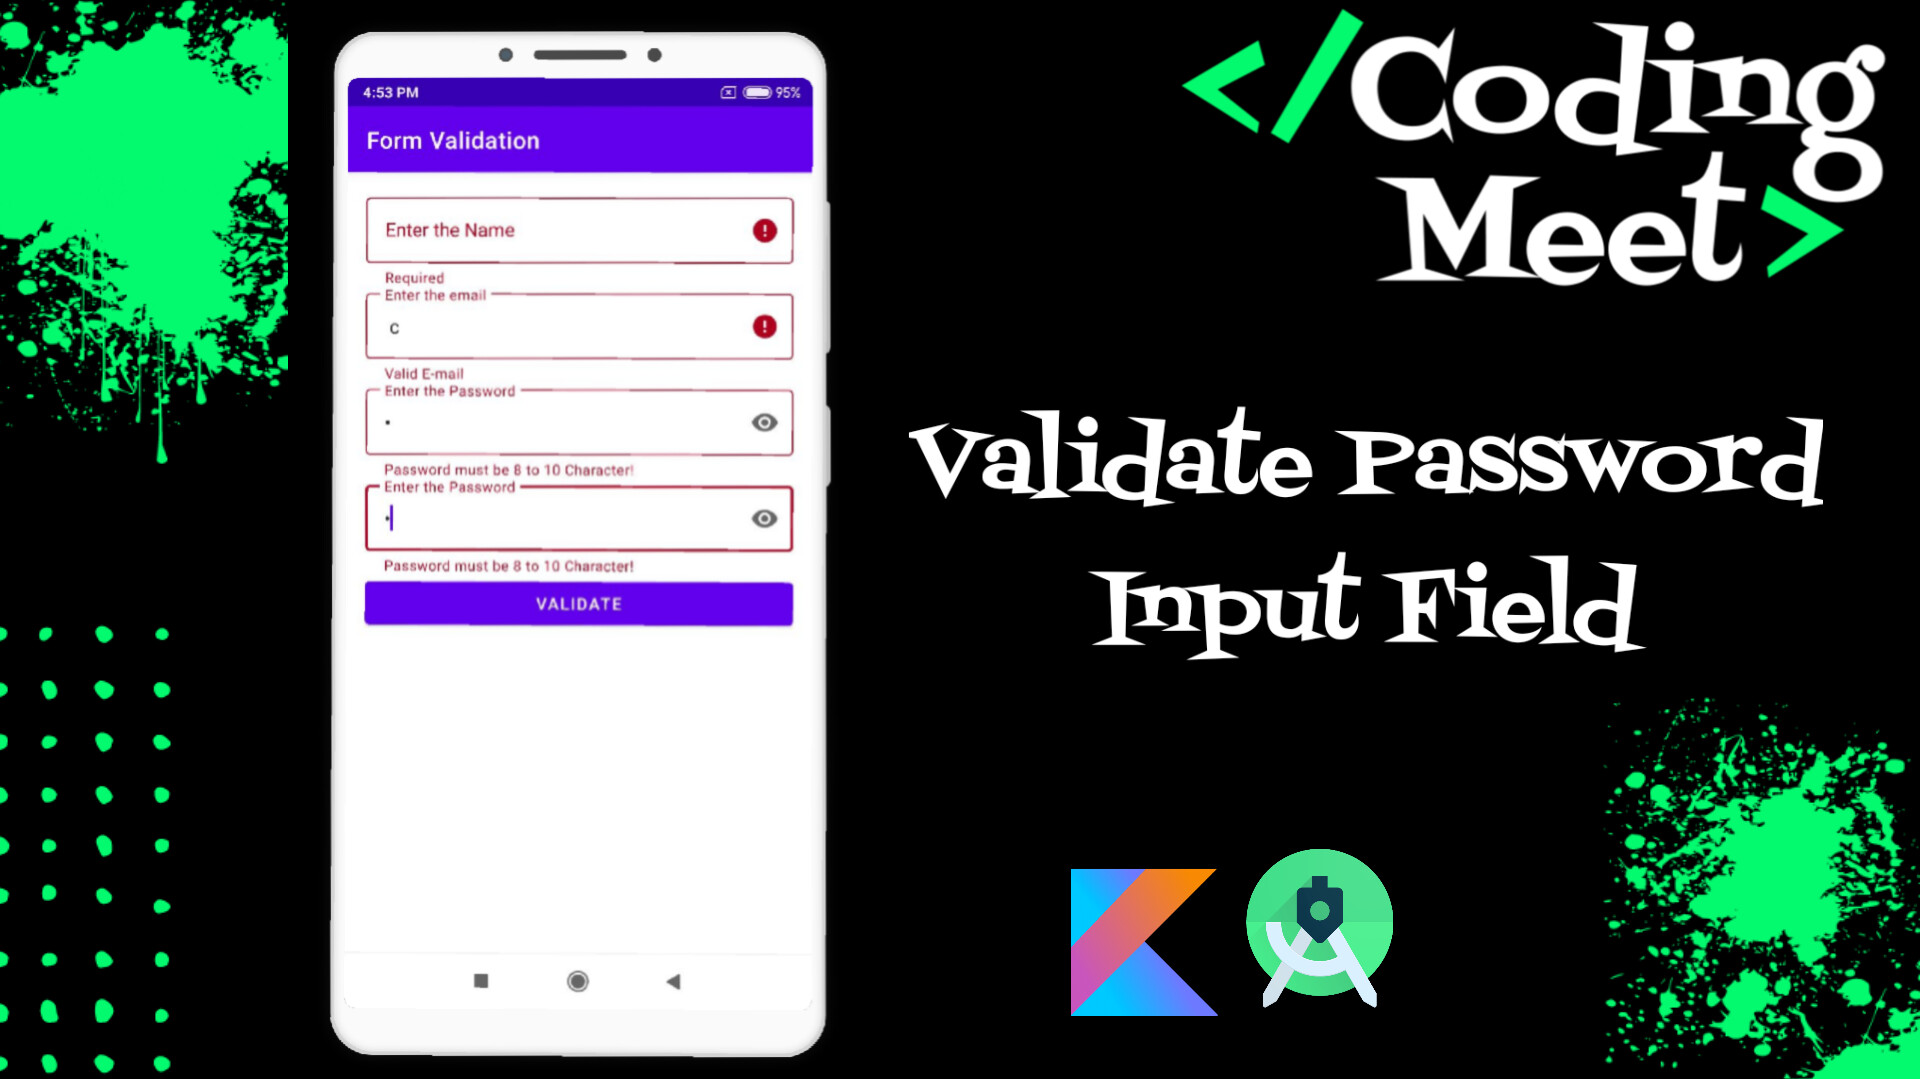 4:53 PM
95%
Form Validation
Enter the Name
Required
Enter the email
c
Valid E-mail
Enter the Password
Password must be 8 to 10 Character!
Enter the Password
Password must be 8 to 10 Character!
VALIDATE
</Coding
Meet>
Validate Password
Input Field